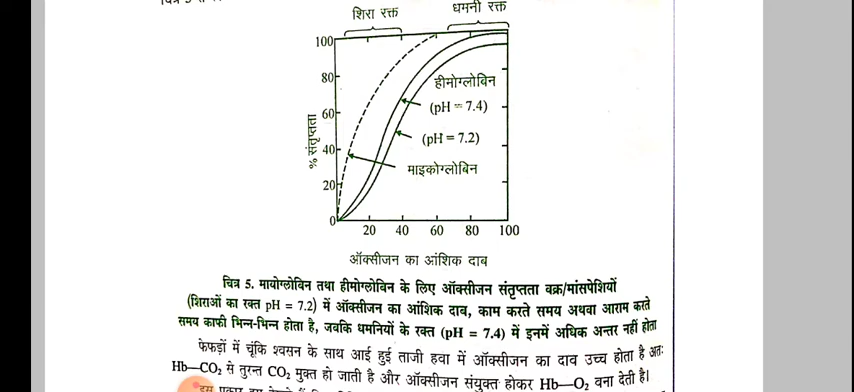 शिरा रक्त
धमनी रक्त
100
80
60
40
20
0
% संतृप्तता
हीमोग्लोबिन
(pH = 7.4)
(pH = 7.2)
माइकोग्लोबिन
20 40 60 80 100
ऑक्सीजन का आंशिक दाब
चित्र 5. मायोग्लोबिन तथा हीमोग्लोबिन के लिए ऑक्सीजन संतृप्तता वक्र/मांसपेशियों
(शिराओं का रक्त pH = 7.2) में ऑक्सीजन का आंशिक दाब, काम करते समय अथवा आराम करते
समय काफी भिन्न-भिन्न होता है, जबकि धमनियों के रक्त (pH = 7.4) में इनमें अधिक अन्तर नहीं होता
फेफड़ों में चूंकि श्वसन के साथ आई हुई ताजी हवा में ऑक्सीजन का दाव उच्च होता है अतः
Hb—CO₂ से तुरन्त CO₂ मुक्त हो जाती है और ऑक्सीजन संयुक्त होकर Hb—O₂ वना देती है।